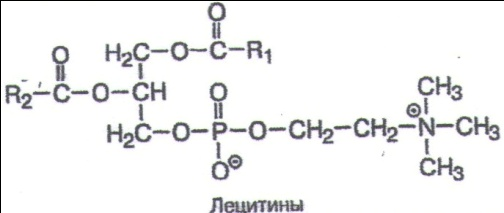 O O
H₂C–O–C–R₁
R₂–C–O–CH O CH₃
H₂C–O–P–O–CH₂–CH₂–N⊕–CH₃
O⊖ CH₃
Лецитины